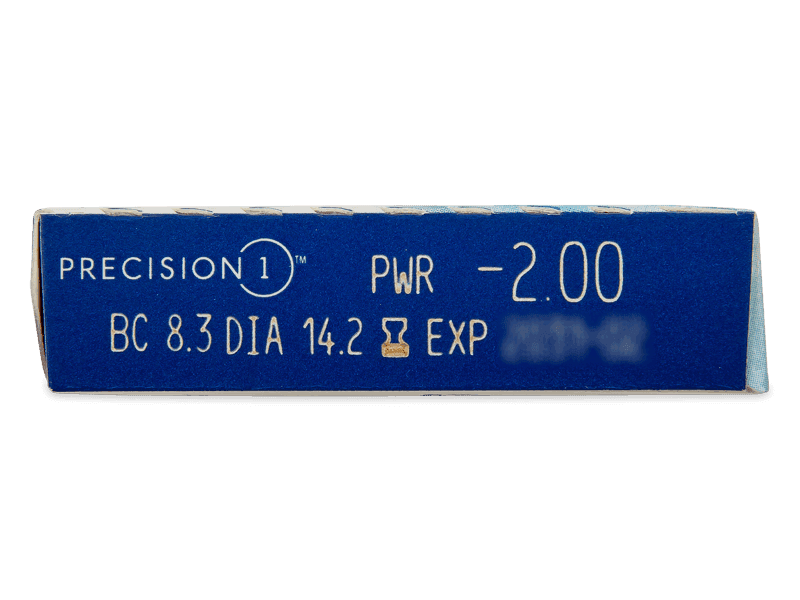 PRECISION 1™ PWR -2.00
BC 8.3 DIA 14.2 EXP